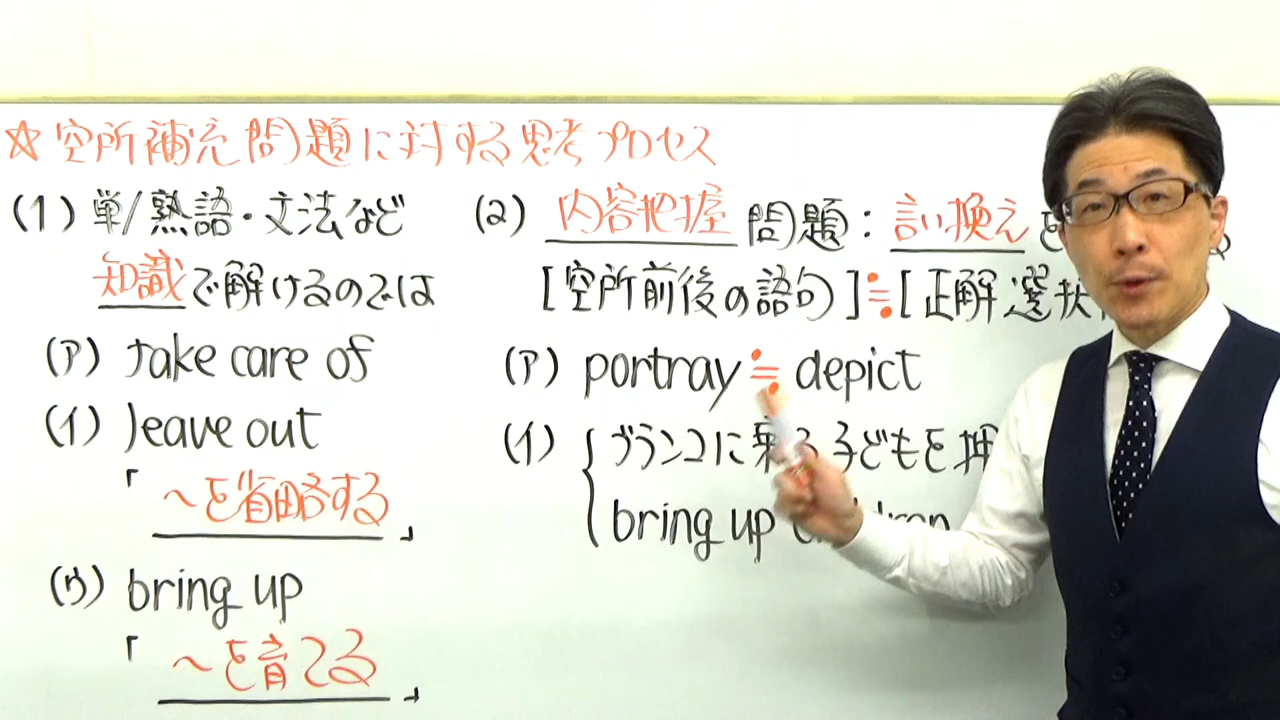 ☆空所補充問題に対する思考プロセス
(1) 単/熟語・文法など
知識で解けるのでは
(ア) take care of
(イ) leave out
「~を省略する」
(ウ) bring up
「~を育てる」
(2) 内容把握問題:言い換えを
[空所前後の語句]≒[正解選択
(ア) portray ≒ depict
(イ) ブランコに乗る子どもを押
bring up children